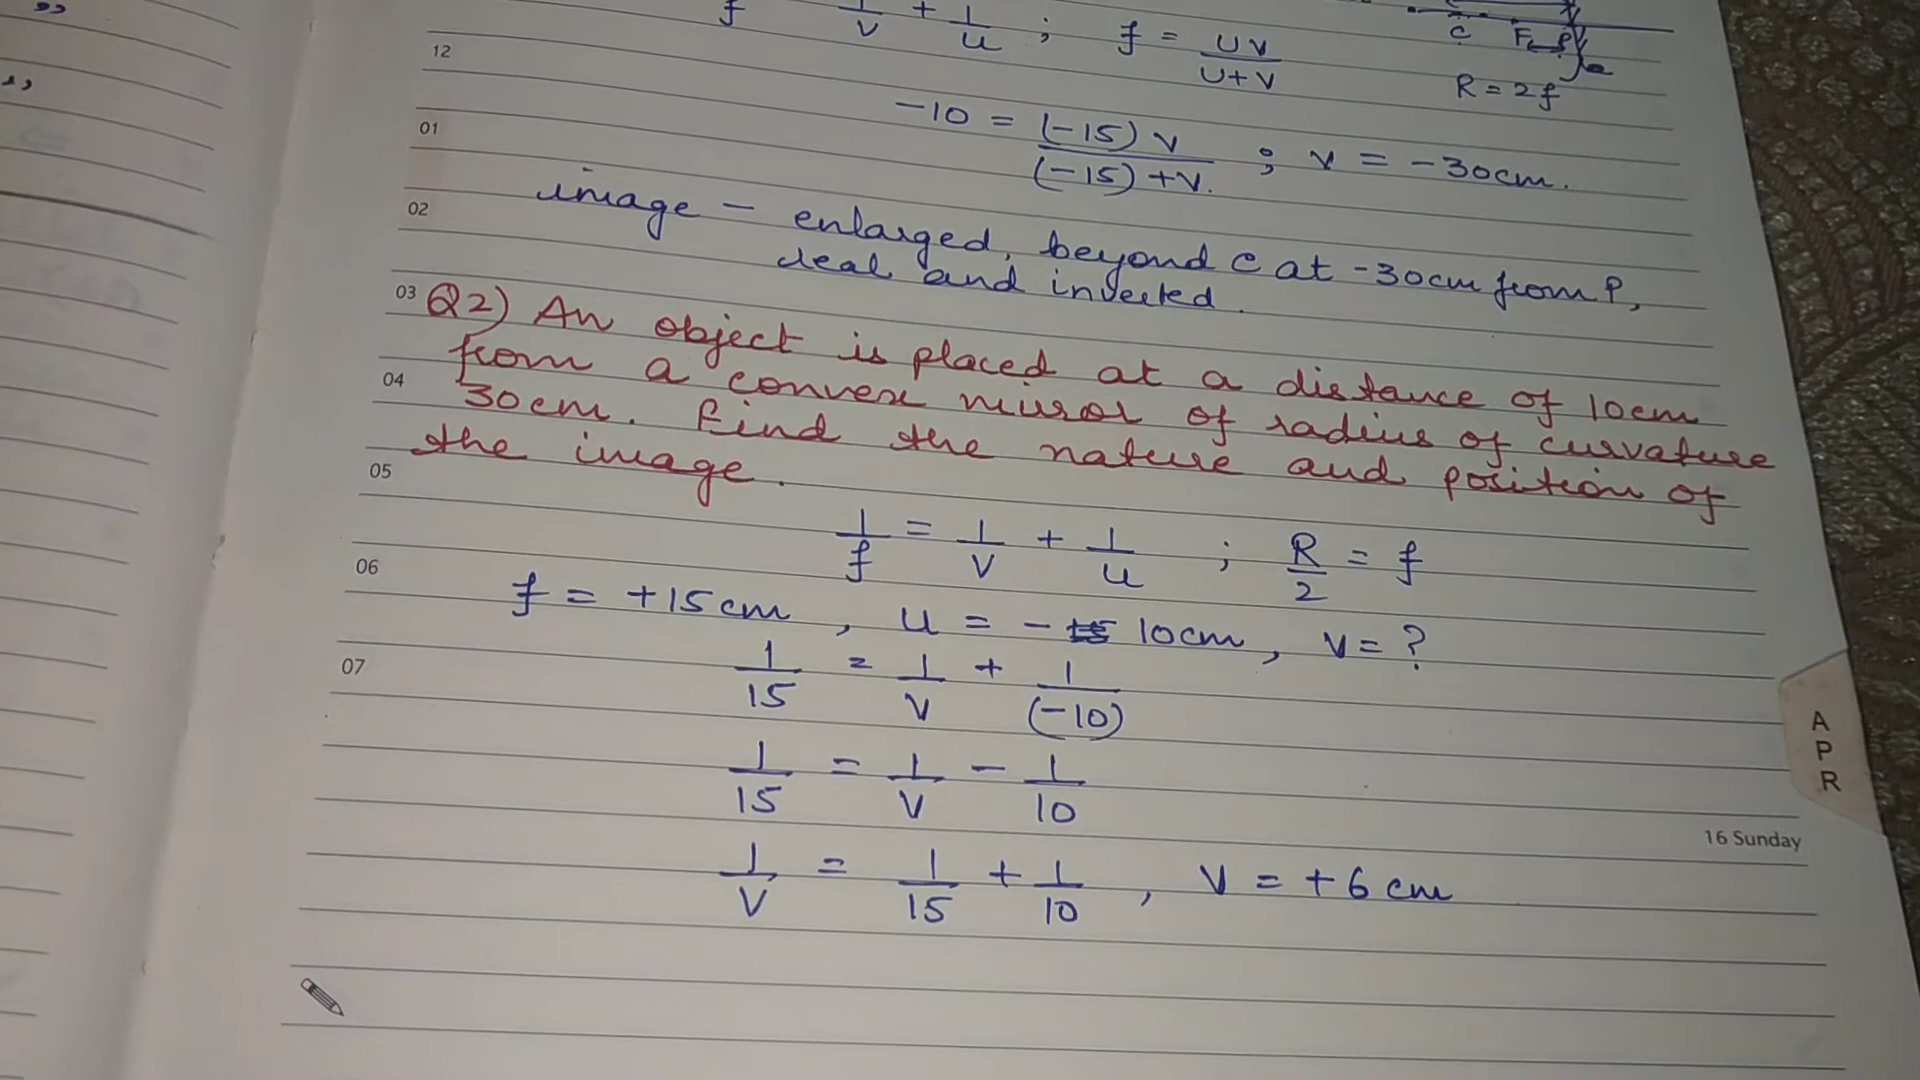 f 1/v + 1/u ; f = uv/u+v
C F P
R = 2f
12
-10 = (-15)v/(-15)+v. ; v = -30cm.
01
image - enlarged, beyond C at -30cm from P,
02
real and inverted.
03 Q2) An object is placed at a distance of 10cm
from a convex mirror of radius of curvature
04
30cm. Find the nature and position of
the image.
05
1/f = 1/v + 1/u ; R/2 = f
06
f = +15cm, u = - 10cm, v = ?
07
1/15 = 1/v + 1/(-10)
1/15 = 1/v - 1/10
APR
16 Sunday
1/v = 1/15 + 1/10 , v = +6 cm